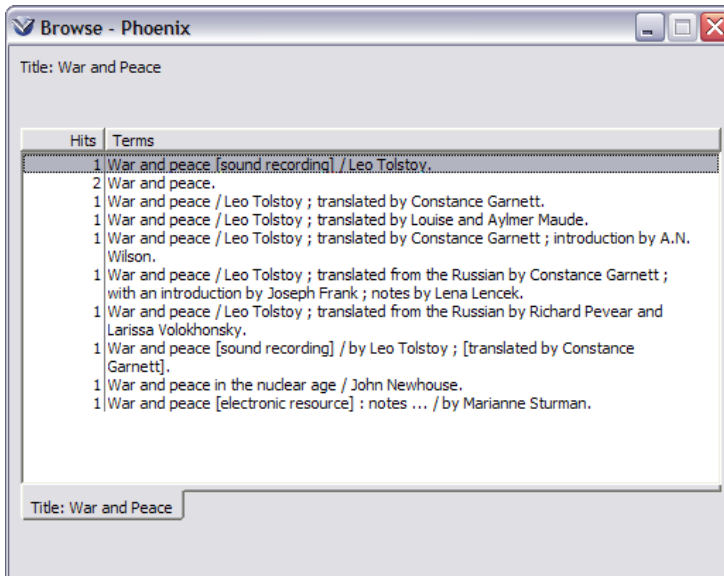 Browse - Phoenix
Title: War and Peace
Hits Terms
1 War and peace [sound recording] / Leo Tolstoy.
2 War and peace.
1 War and peace / Leo Tolstoy ; translated by Constance Garnett.
1 War and peace / Leo Tolstoy ; translated by Louise and Aylmer Maude.
1 War and peace / Leo Tolstoy ; translated by Constance Garnett ; introduction by A.N.
Wilson.
1 War and peace / Leo Tolstoy ; translated from the Russian by Constance Garnett ;
with an introduction by Joseph Frank ; notes by Lena Lencek.
1 War and peace / Leo Tolstoy ; translated from the Russian by Richard Pevear and
Larissa Volokhonsky.
1 War and peace [sound recording] / by Leo Tolstoy ; [translated by Constance
Garnett].
1 War and peace in the nuclear age / John Newhouse.
1 War and peace [electronic resource] : notes ... / by Marianne Sturman.
Title: War and Peace